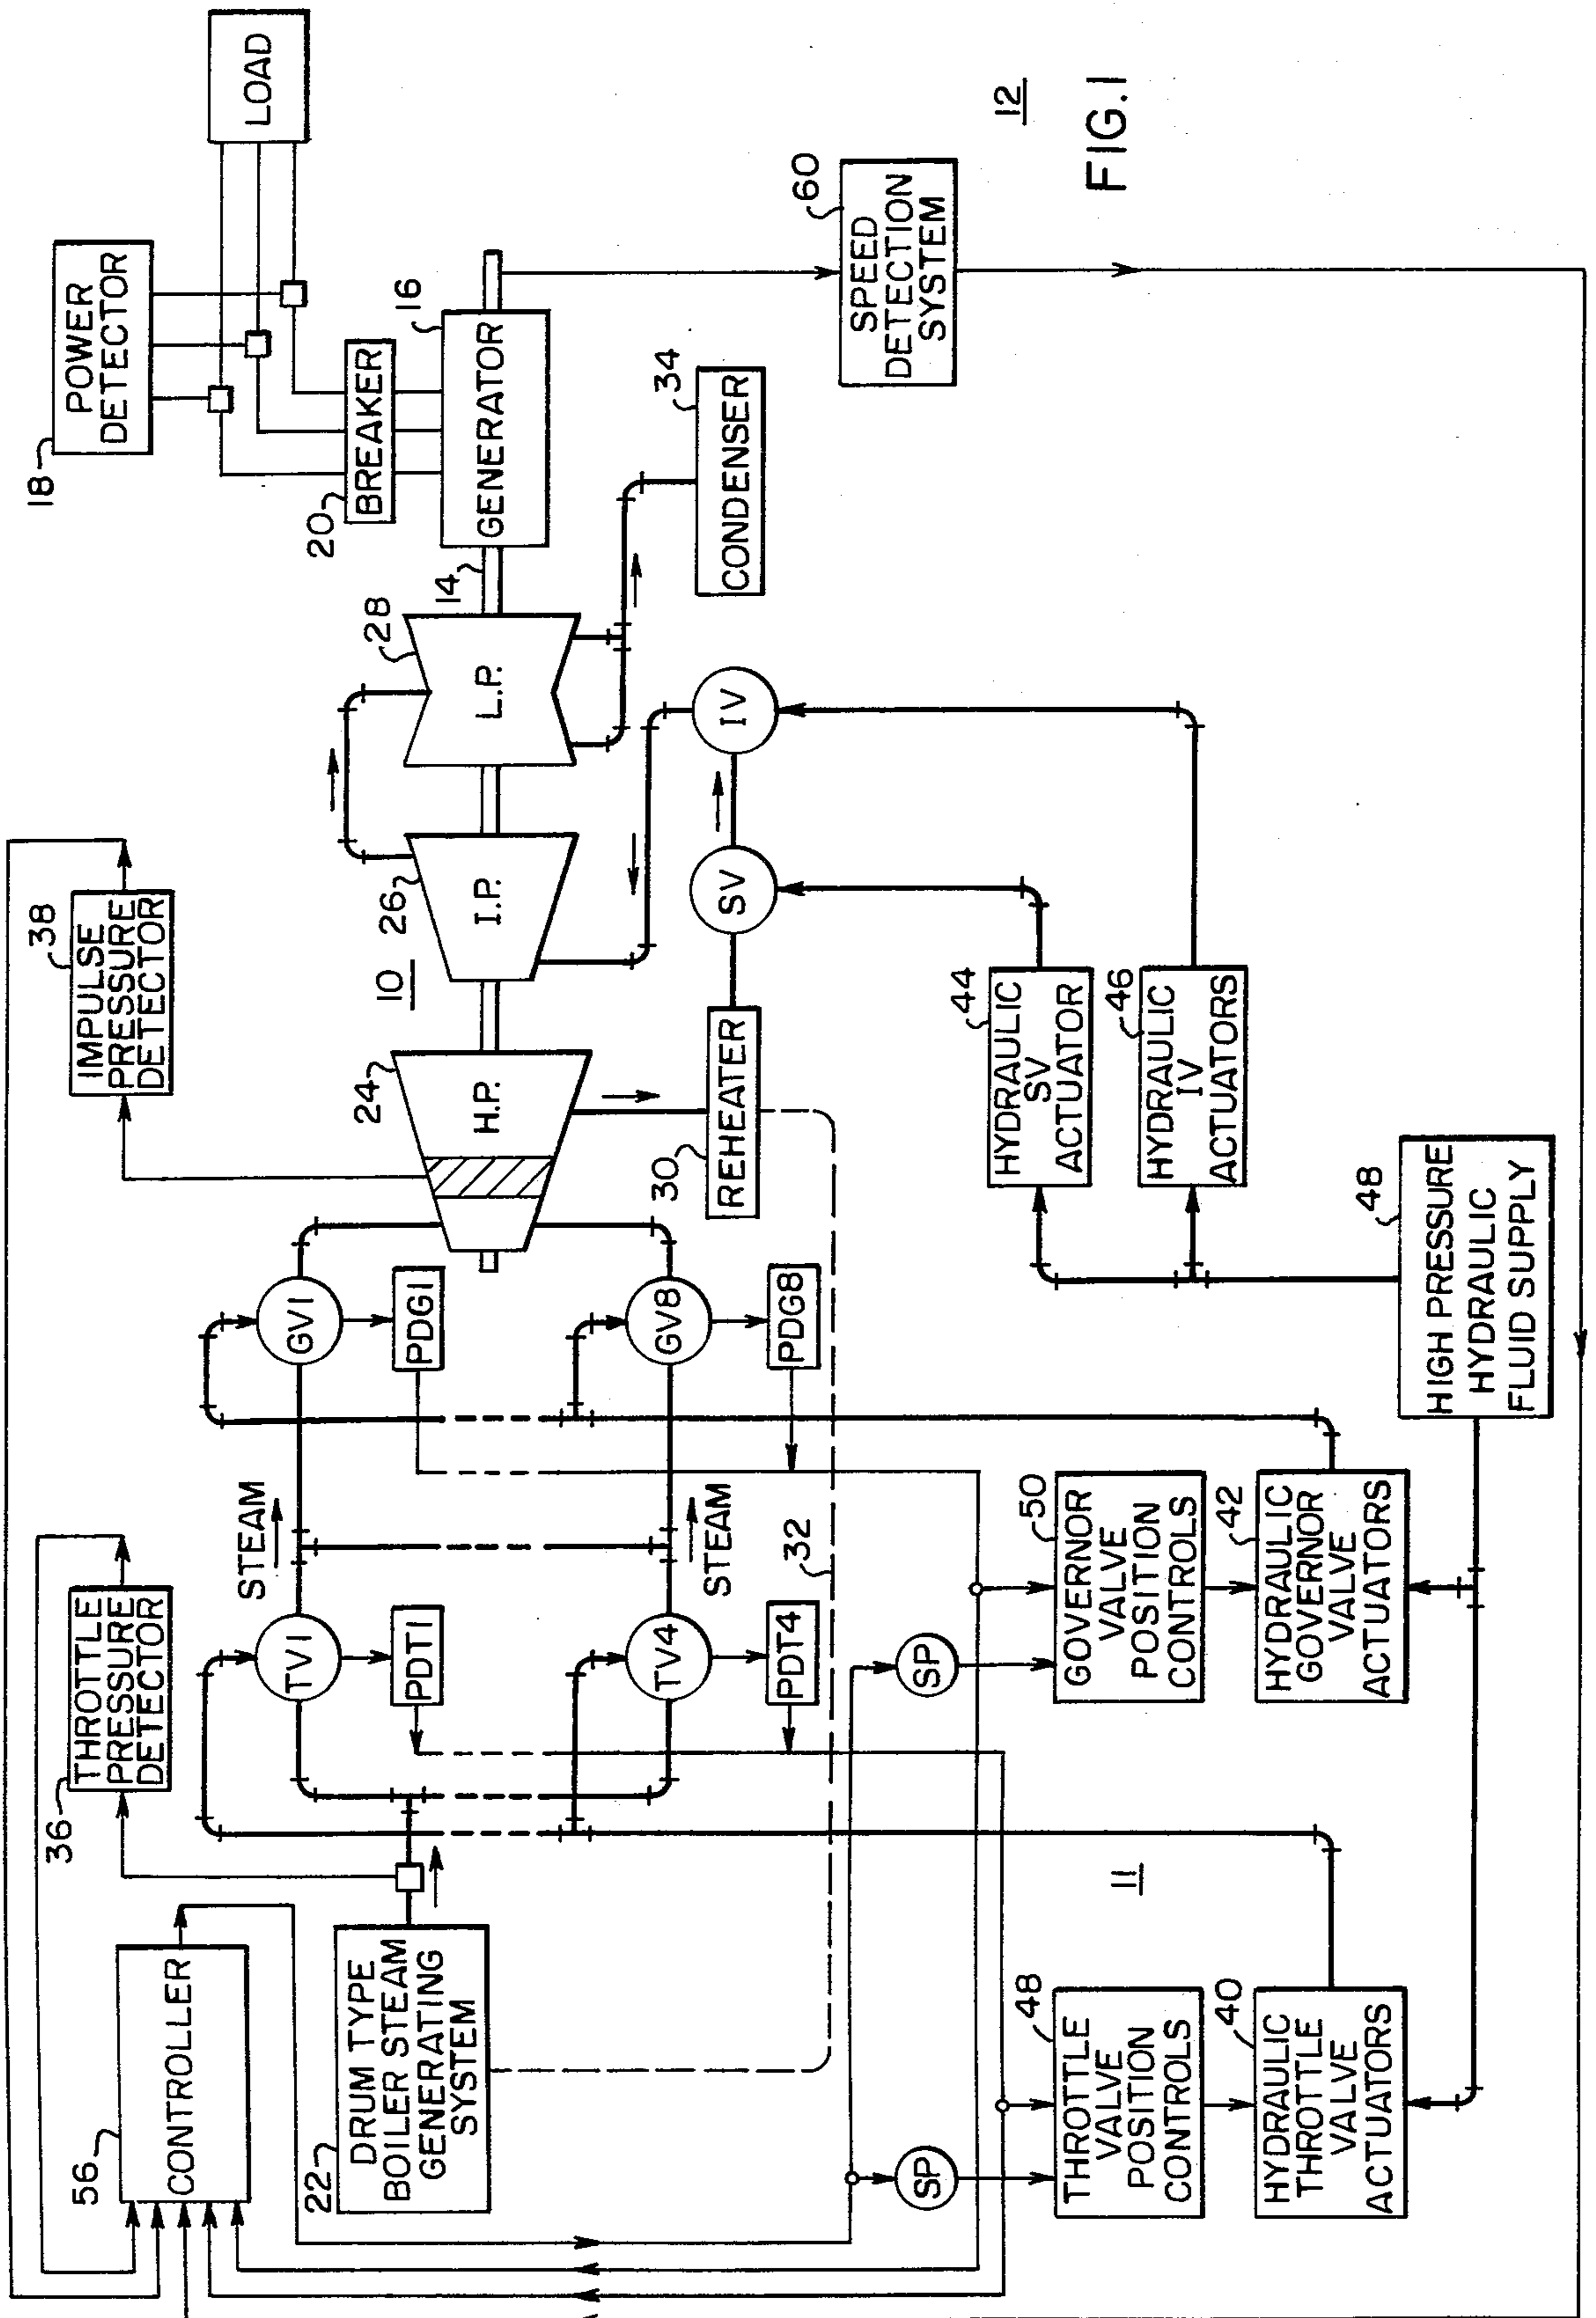 18
POWER
DETECTOR
LOAD
20
BREAKER
16
GENERATOR
14
28
L.P.
26
I.P.
10
24
H.P.
38
IMPULSE
PRESSURE
DETECTOR
36
THROTTLE
PRESSURE
DETECTOR
56
CONTROLLER
22
DRUM TYPE
BOILER STEAM
GENERATING
SYSTEM
STEAM
STEAM
TV1
PDT1
TV4
PDT4
GV1
PDG1
GV8
PDG8
30
REHEATER
32
SV
IV
34
CONDENSER
60
SPEED
DETECTION
SYSTEM
12
FIG.1
44
HYDRAULIC
SV
ACTUATOR
46
HYDRAULIC
IV
ACTUATORS
48
HIGH PRESSURE
HYDRAULIC
FLUID SUPPLY
SP
SP
50
GOVERNOR
VALVE
POSITION
CONTROLS
42
HYDRAULIC
GOVERNOR
VALVE
ACTUATORS
11
48
THROTTLE
VALVE
POSITION
CONTROLS
40
HYDRAULIC
THROTTLE
VALVE
ACTUATORS